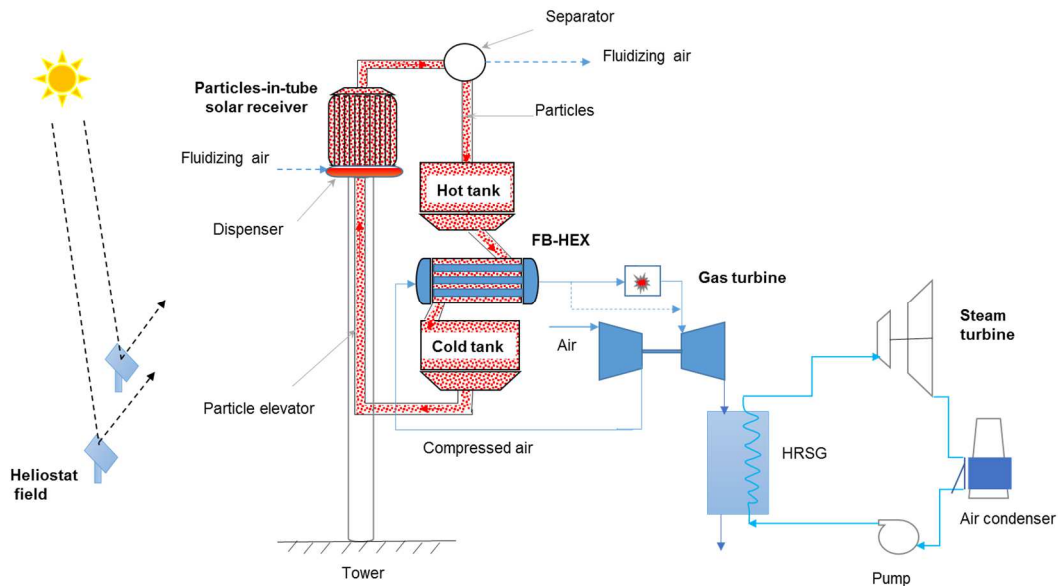 Separator
Fluidizing air
Particles-in-tube
solar receiver
Particles
Fluidizing air
Hot tank
Dispenser
FB-HEX
Gas turbine
Steam
turbine
Air
Cold tank
Particle elevator
Compressed air
HRSG
Heliostat
field
Air condenser
Tower
Pump